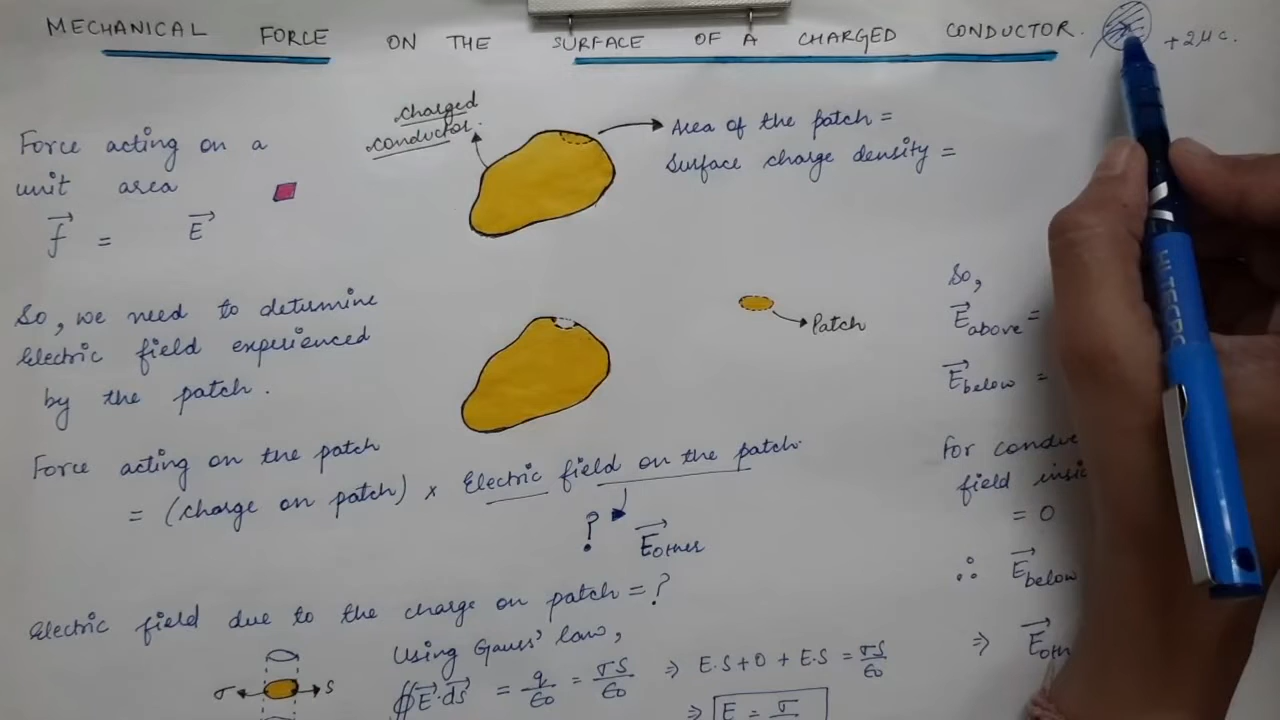 MECHANICAL FORCE ON THE SURFACE OF A CHARGED CONDUCTOR.
+2μc.
charged
conductor.
Area of the patch =
Surface charge density =
Force acting on a
unit area
f⃗ = E⃗
So, we need to determine
Electric field experienced
by the patch.
Patch
So,
E⃗above =
E⃗below =
Force acting on the patch
= (charge on patch) × Electric field on the patch.
? E⃗other
For
field
= 0
∴ E⃗below
⇒
Electric field due to the charge on patch = ?
Using Gauss' law,
σ S
∯E⃗.ds⃗ = q/ε0 = σS/ε0 ⇒ E.S + 0 + E.S = σS/ε0
⇒ E = σ